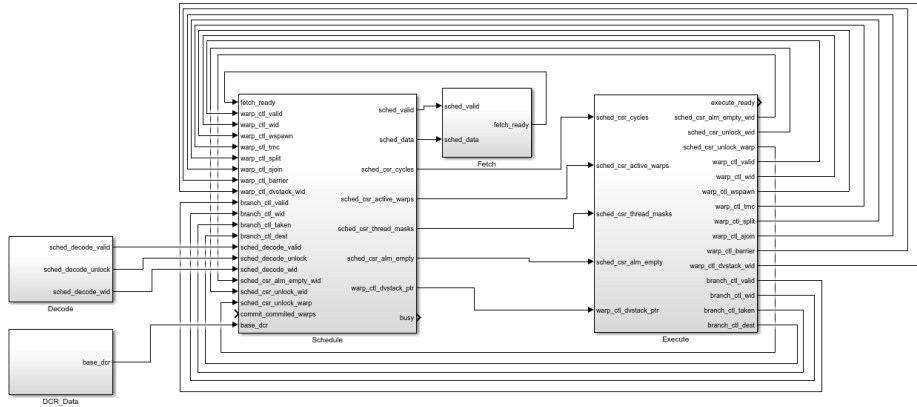 fetch_ready
warp_ctl_valid
warp_ctl_wid
warp_ctl_wspawn
warp_ctl_tmc
warp_ctl_split
warp_ctl_sjoin
warp_ctl_barrier
warp_ctl_dvstack_wid
branch_ctl_valid
branch_ctl_wid
branch_ctl_taken
branch_ctl_dest
sched_decode_valid
sched_decode_unlock
sched_decode_wid
sched_csr_alm_empty_wid
sched_csr_unlock_wid
sched_csr_unlock_warp
commit_commited_warps
base_dcr
sched_valid
sched_data
sched_csr_cycles
sched_csr_active_warps
sched_csr_thread_masks
sched_csr_alm_empty
warp_ctl_dvstack_ptr
busy
Schedule
sched_valid
sched_data
fetch_ready
Fetch
sched_csr_cycles
sched_csr_active_warps
sched_csr_thread_masks
sched_csr_alm_empty
warp_ctl_dvstack_ptr
execute_ready
sched_csr_alm_empty_wid
sched_csr_unlock_wid
sched_csr_unlock_warp
warp_ctl_valid
warp_ctl_wid
warp_ctl_wspawn
warp_ctl_tmc
warp_ctl_split
warp_ctl_sjoin
warp_ctl_barrier
warp_ctl_dvstack_wid
branch_ctl_valid
branch_ctl_wid
branch_ctl_taken
branch_ctl_dest
Execute
sched_decode_valid
sched_decode_unlock
sched_decode_wid
Decode
base_dcr
DCR_Data